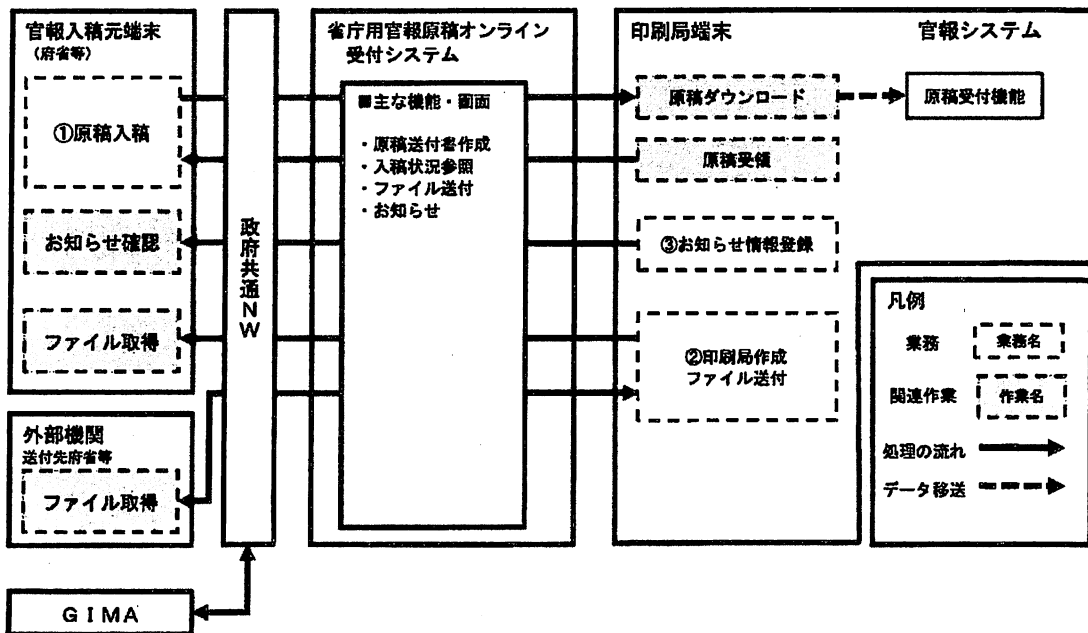 官報入稿元端末
(府省等)
①原稿入稿
お知らせ確認
ファイル取得
外部機関
送付先府省等
ファイル取得
GIMA
政府共通NW
省庁用官報原稿オンライン
受付システム
■主な機能・画面
・原稿送付書作成
・入稿状況参照
・ファイル送付
・お知らせ
印刷局端末
官報システム
原稿ダウンロード
原稿受付機能
原稿受領
③お知らせ情報登録
②印刷局作成
ファイル送付
凡例
業務
業務名
関連作業
作業名
処理の流れ
データ移送